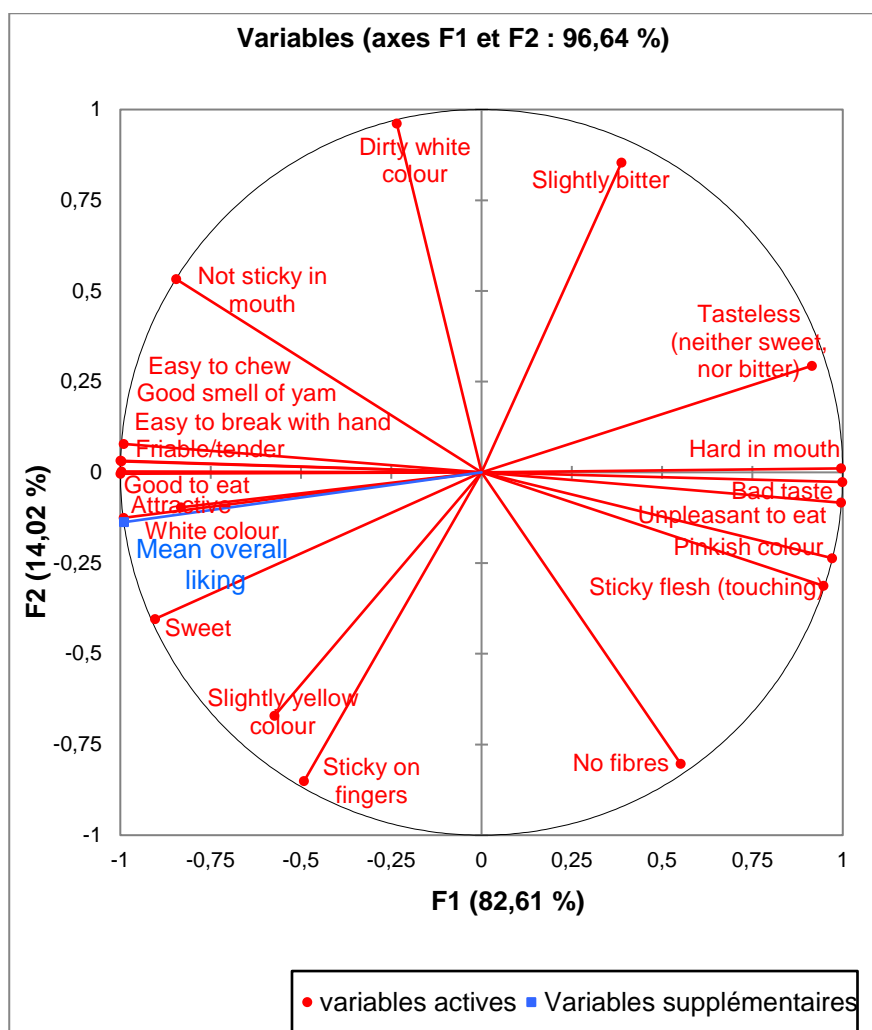 Variables (axes F1 et F2 : 96,64 %)
1
Dirty white
colour
Slightly bitter
0,75
Not sticky in
mouth
0,5
Tasteless
(neither sweet,
nor bitter)
Easy to chew
Good smell of yam
0,25
Easy to break with hand
Friable/tender
Hard in mouth
0
Good to eat
Bad taste
Attractive
Unpleasant to eat
White colour
Pinkish colour
Mean overall
liking
-0,25
Sticky flesh (touching)
Sweet
-0,5
Slightly yellow
colour
-0,75
Sticky on
fingers
No fibres
-1
-1 -0,75 -0,5 -0,25 0 0,25 0,5 0,75 1
F2 (14,02 %)
F1 (82,61 %)
variables actives Variables supplémentaires